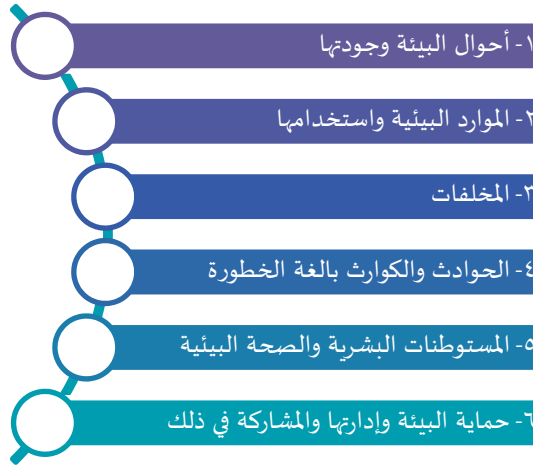 ١- أحوال البيئة وجودتها
٢- الموارد البيئية واستخدامها
٣- المخلفات
٤- الحوادث والكوارث بالغة الخطورة
٥- المستوطنات البشرية والصحة البيئية
٦- حماية البيئة وإدارتها والمشاركة في ذلك